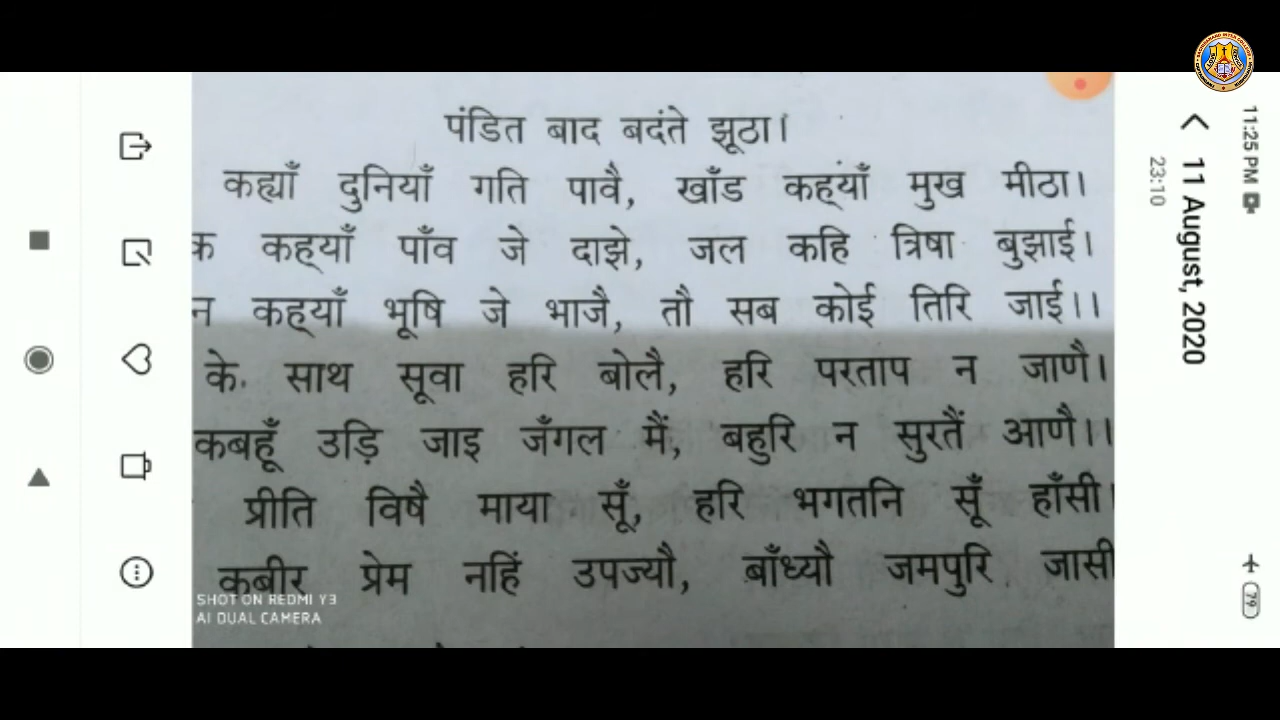 पंडित बाद बदंते झूठा।
कह्याँ दुनियाँ गति पावै, खाँड कह्यंाँ मुख मीठा।
क कह्याँ पाँव जे दाझे, जल कहि त्रिषा बुझाई।
न कह्याँ भूषि जे भाजै, तौ सब कोई तिरि जाई।।
के. साथ सूवा हरि बोलै, हरि परताप न जाणै।
कबहूँ उड़ि जाइ जँगल मैं, बहुरि न सुरतैं आणै।।
प्रीति विषै माया सूँ, हरि भगतनि सूँ हाँसी।
कबीर प्रेम नहिं उपज्यौ, बाँध्यौ जमपुरि जासी
SHOT ON REDMI Y3
AI DUAL CAMERA
11 August, 2020
23:10
11:25 PM
79